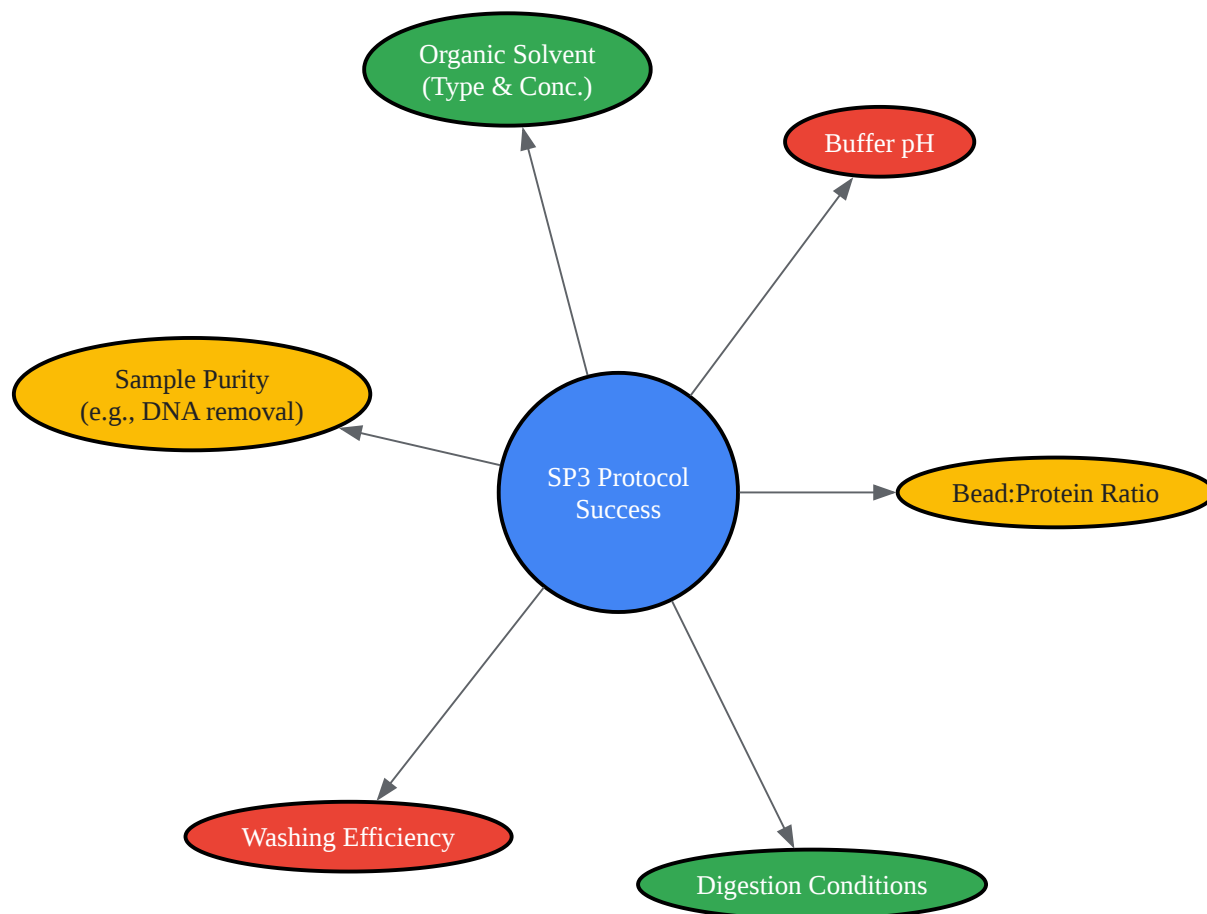 Organic Solvent
(Type & Conc.)
Buffer pH
Sample Purity
(e.g., DNA removal)
SP3 Protocol
Success
Bead:Protein Ratio
Washing Efficiency
Digestion Conditions